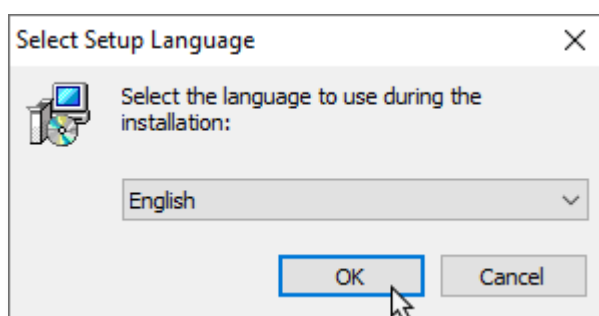 Select Setup Language
Select the language to use during the
installation:
English
OK
Cancel